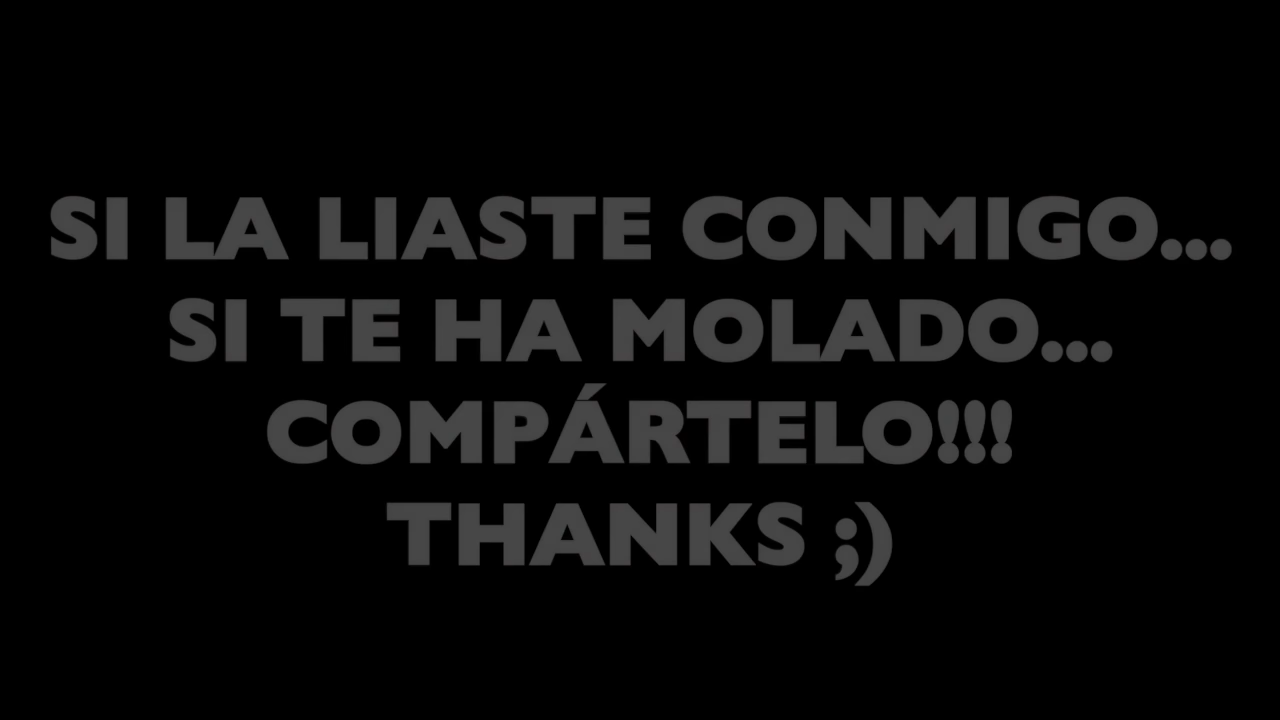 SI LA LIASTE CONMIGO...
SI TE HA MOLADO...
COMPÁRTELO!!!
THANKS ;)